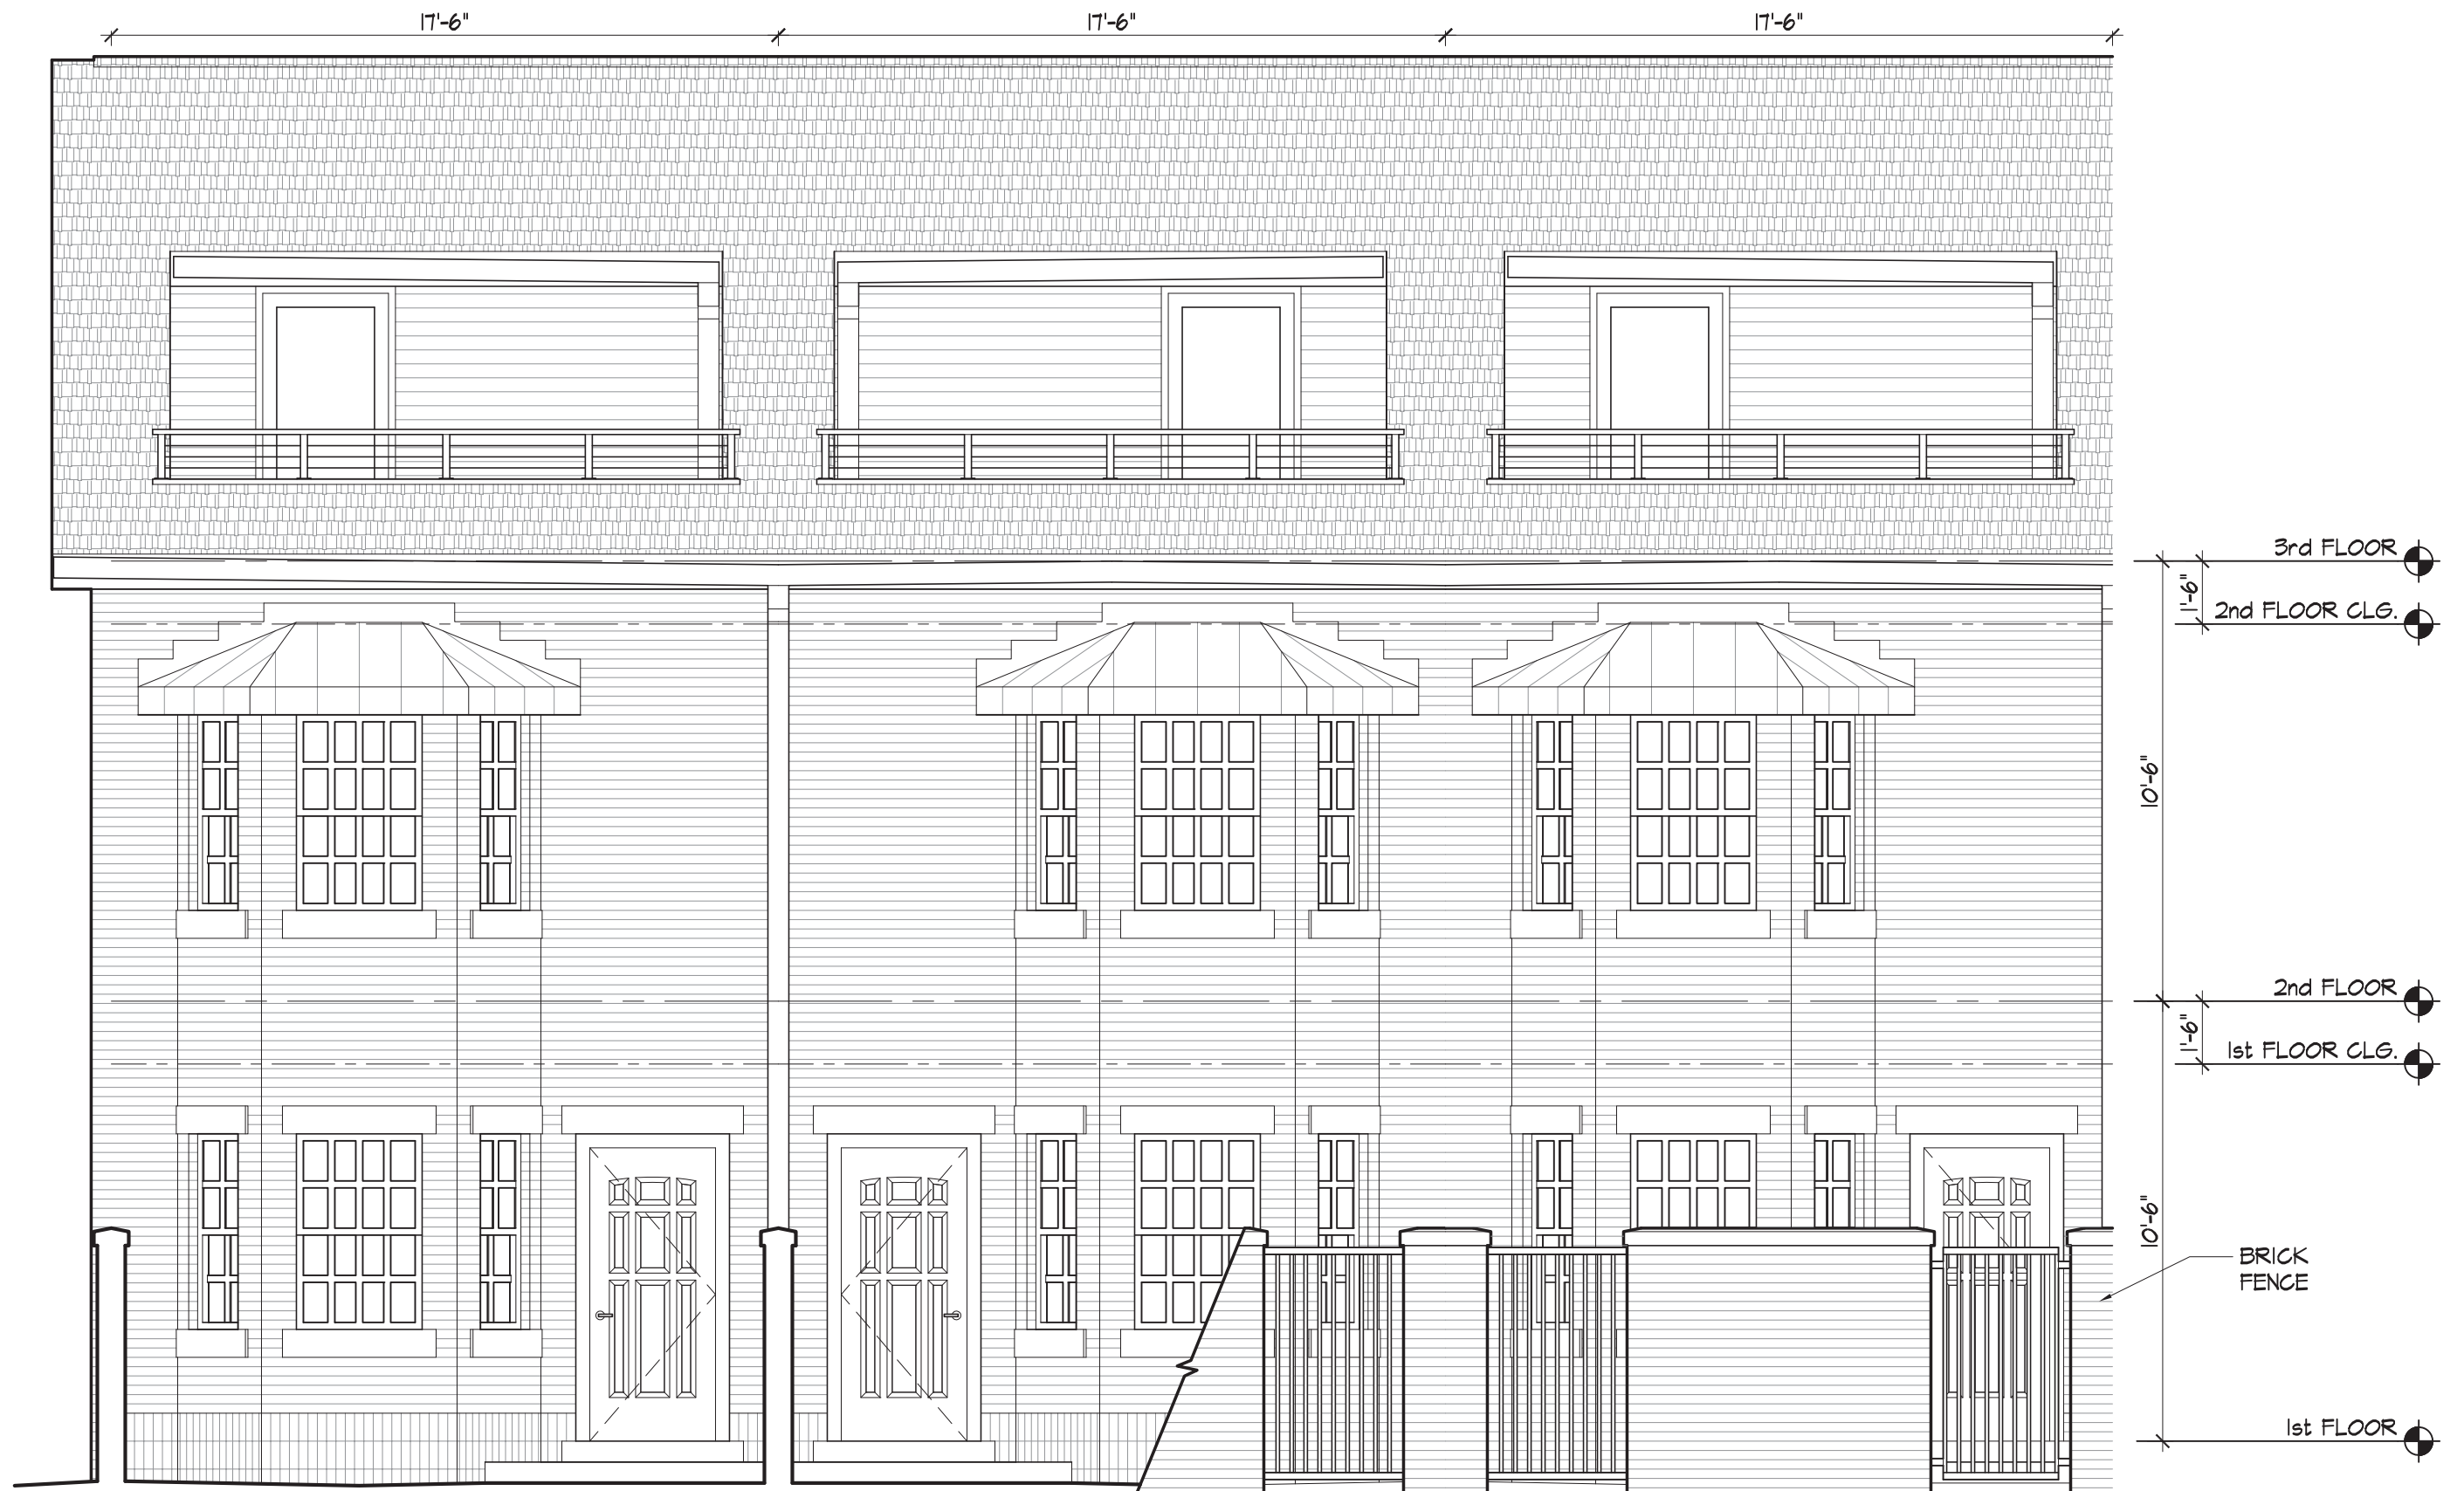 17'-6"
17'-6"
17'-6"
3rd FLOOR
1'-6"
2nd FLOOR CLG.
10'-6"
2nd FLOOR
1'-6"
1st FLOOR CLG.
10'-6"
BRICK
FENCE
1st FLOOR